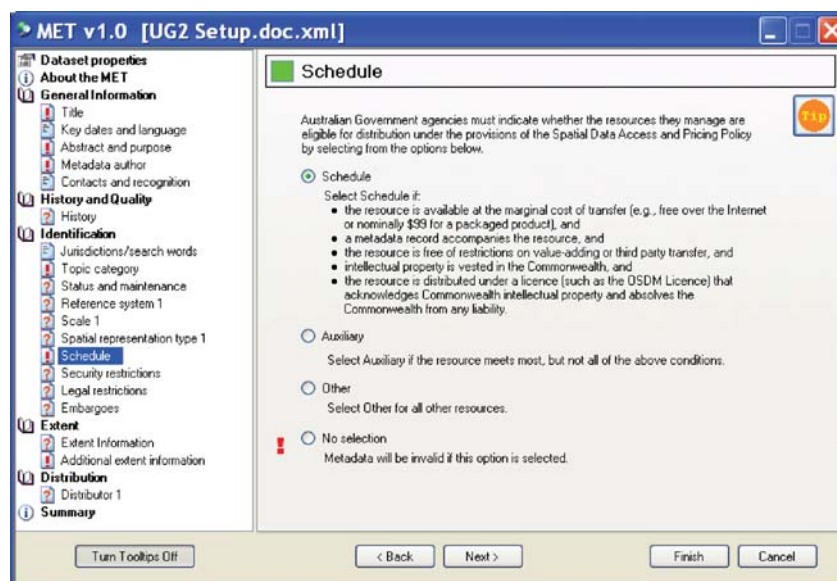 MET v1.0 [UG2 Setup.doc.xml]
Dataset properties
About the MET
General Information
Title
Key dates and language
Abstract and purpose
Metadata author
Contacts and recognition
History and Quality
History
Identification
Jurisdictions/search words
Topic category
Status and maintenance
Reference system 1
Scale 1
Spatial representation type 1
Schedule
Security restrictions
Legal restrictions
Embargoes
Extent
Extent Information
Additional extent information
Distribution
Distributor 1
Summary
Schedule
Tip
Australian Government agencies must indicate whether the resources they manage are
eligible for distribution under the provisions of the Spatial Data Access and Pricing Policy
by selecting from the options below.
Schedule
Select Schedule if:
• the resource is available at the marginal cost of transfer (e.g., free over the Internet
or nominally $99 for a packaged product), and
• a metadata record accompanies the resource, and
• the resource is free of restrictions on value-adding or third party transfer, and
• intellectual property is vested in the Commonwealth, and
• the resource is distributed under a licence (such as the OSDM Licence) that
acknowledges Commonwealth intellectual property and absolves the
Commonwealth from any liability.
Auxiliary
Select Auxiliary if the resource meets most, but not all of the above conditions.
Other
Select Other for all other resources.
! No selection
Metadata will be invalid if this option is selected.
Turn Tooltips Off
< Back
Next >
Finish
Cancel